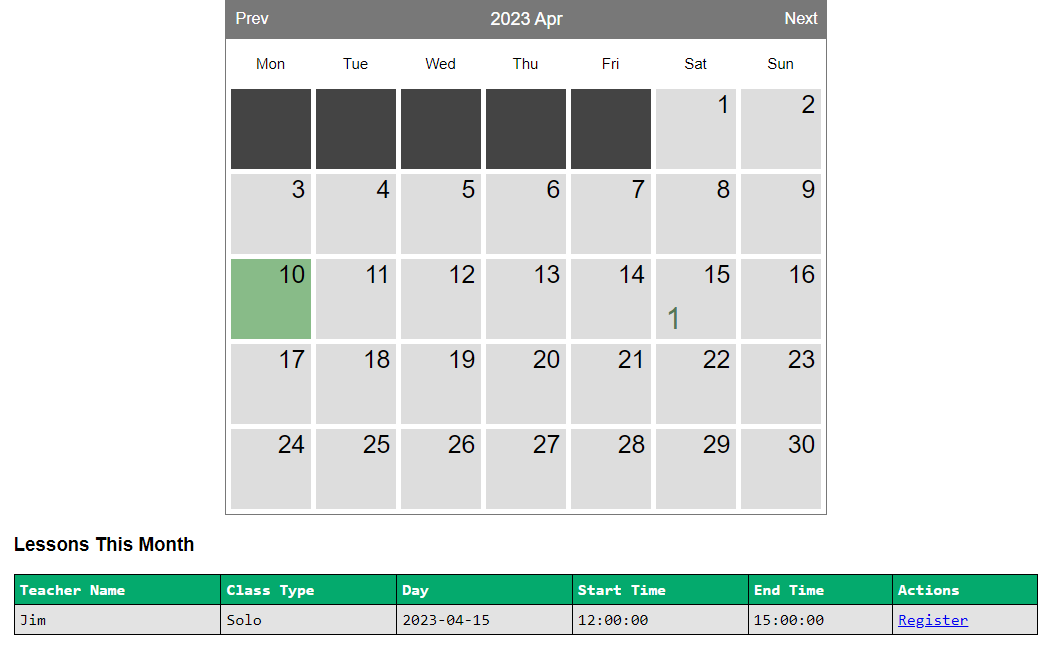 Prev 2023 Apr Next
Mon Tue Wed Thu Fri Sat Sun
1 2
3 4 5 6 7 8 9
10 11 12 13 14 15 16
1
17 18 19 20 21 22 23
24 25 26 27 28 29 30
Lessons This Month
Teacher Name Class Type Day Start Time End Time Actions
Jim Solo 2023-04-15 12:00:00 15:00:00 Register